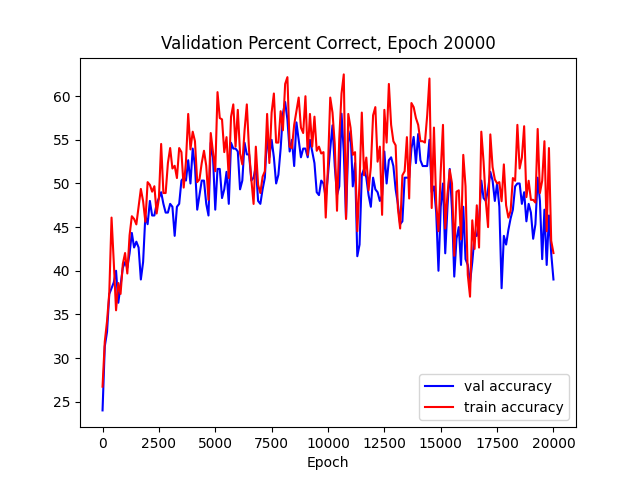 Validation Percent Correct, Epoch 20000
60
55
50
45
40
35
30
25
0 2500 5000 7500 10000 12500 15000 17500 20000
Epoch
val accuracy
train accuracy